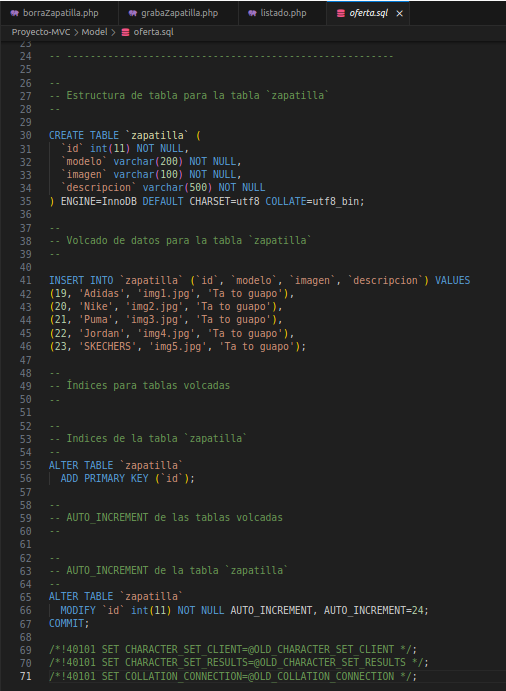 borraZapatilla.php grabaZapatilla.php listado.php oferta.sql ×
Proyecto-MVC > Model > oferta.sql
23
24 -- --------------------------------------------------------
25
26 --
27 -- Estructura de tabla para la tabla `zapatilla`
28 --
29
30 CREATE TABLE `zapatilla` (
31 `id` int(11) NOT NULL,
32 `modelo` varchar(200) NOT NULL,
33 `imagen` varchar(100) NOT NULL,
34 `descripcion` varchar(500) NOT NULL
35 ) ENGINE=InnoDB DEFAULT CHARSET=utf8 COLLATE=utf8_bin;
36
37 --
38 -- Volcado de datos para la tabla `zapatilla`
39 --
40
41 INSERT INTO `zapatilla` (`id`, `modelo`, `imagen`, `descripcion`) VALUES
42 (19, 'Adidas', 'img1.jpg', 'Ta to guapo'),
43 (20, 'Nike', 'img2.jpg', 'Ta to guapo'),
44 (21, 'Puma', 'img3.jpg', 'Ta to guapo'),
45 (22, 'Jordan', 'img4.jpg', 'Ta to guapo'),
46 (23, 'SKECHERS', 'img5.jpg', 'Ta to guapo');
47
48 --
49 -- Índices para tablas volcadas
50 --
51
52 --
53 -- Indices de la tabla `zapatilla`
54 --
55 ALTER TABLE `zapatilla`
56 ADD PRIMARY KEY (`id`);
57
58 --
59 -- AUTO_INCREMENT de las tablas volcadas
60 --
61
62 --
63 -- AUTO_INCREMENT de la tabla `zapatilla`
64 --
65 ALTER TABLE `zapatilla`
66 MODIFY `id` int(11) NOT NULL AUTO_INCREMENT, AUTO_INCREMENT=24;
67 COMMIT;
68
69 /*!40101 SET CHARACTER_SET_CLIENT=@OLD_CHARACTER_SET_CLIENT */;
70 /*!40101 SET CHARACTER_SET_RESULTS=@OLD_CHARACTER_SET_RESULTS */;
71 /*!40101 SET COLLATION_CONNECTION=@OLD_COLLATION_CONNECTION */;